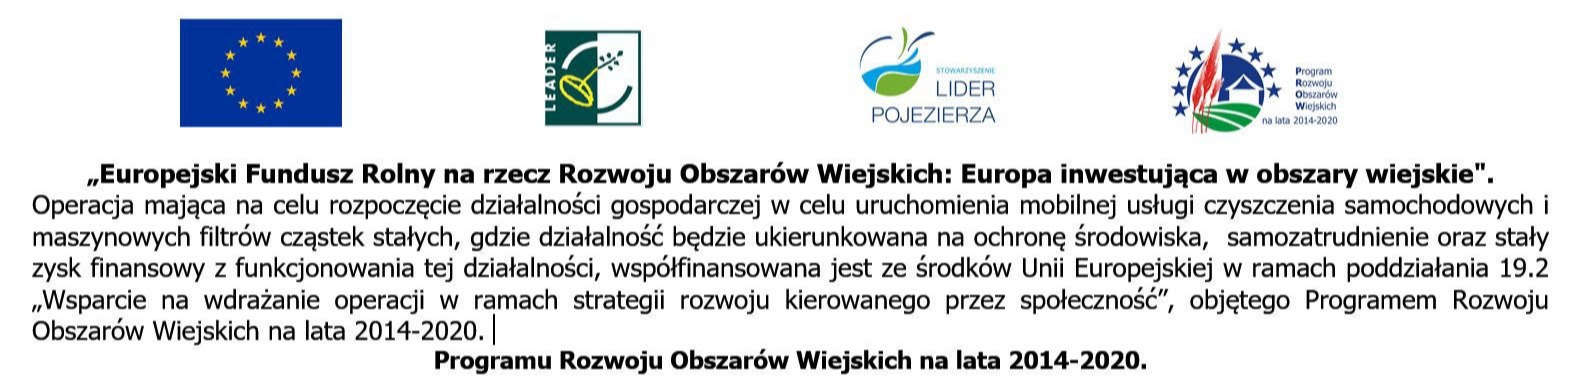 LEADER
STOWARZYSZENIE
LIDER
POJEZIERZA
Program
Rozwoju
Obszarów
Wiejskich
na lata 2014-2020
„Europejski Fundusz Rolny na rzecz Rozwoju Obszarów Wiejskich: Europa inwestująca w obszary wiejskie".
Operacja mająca na celu rozpoczęcie działalności gospodarczej w celu uruchomienia mobilnej usługi czyszczenia samochodowych i
maszynowych filtrów cząstek stałych, gdzie działalność będzie ukierunkowana na ochronę środowiska, samozatrudnienie oraz stały
zysk finansowy z funkcjonowania tej działalności, współfinansowana jest ze środków Unii Europejskiej w ramach poddziałania 19.2
„Wsparcie na wdrażanie operacji w ramach strategii rozwoju kierowanego przez społeczność”, objętego Programem Rozwoju
Obszarów Wiejskich na lata 2014-2020.
Programu Rozwoju Obszarów Wiejskich na lata 2014-2020.